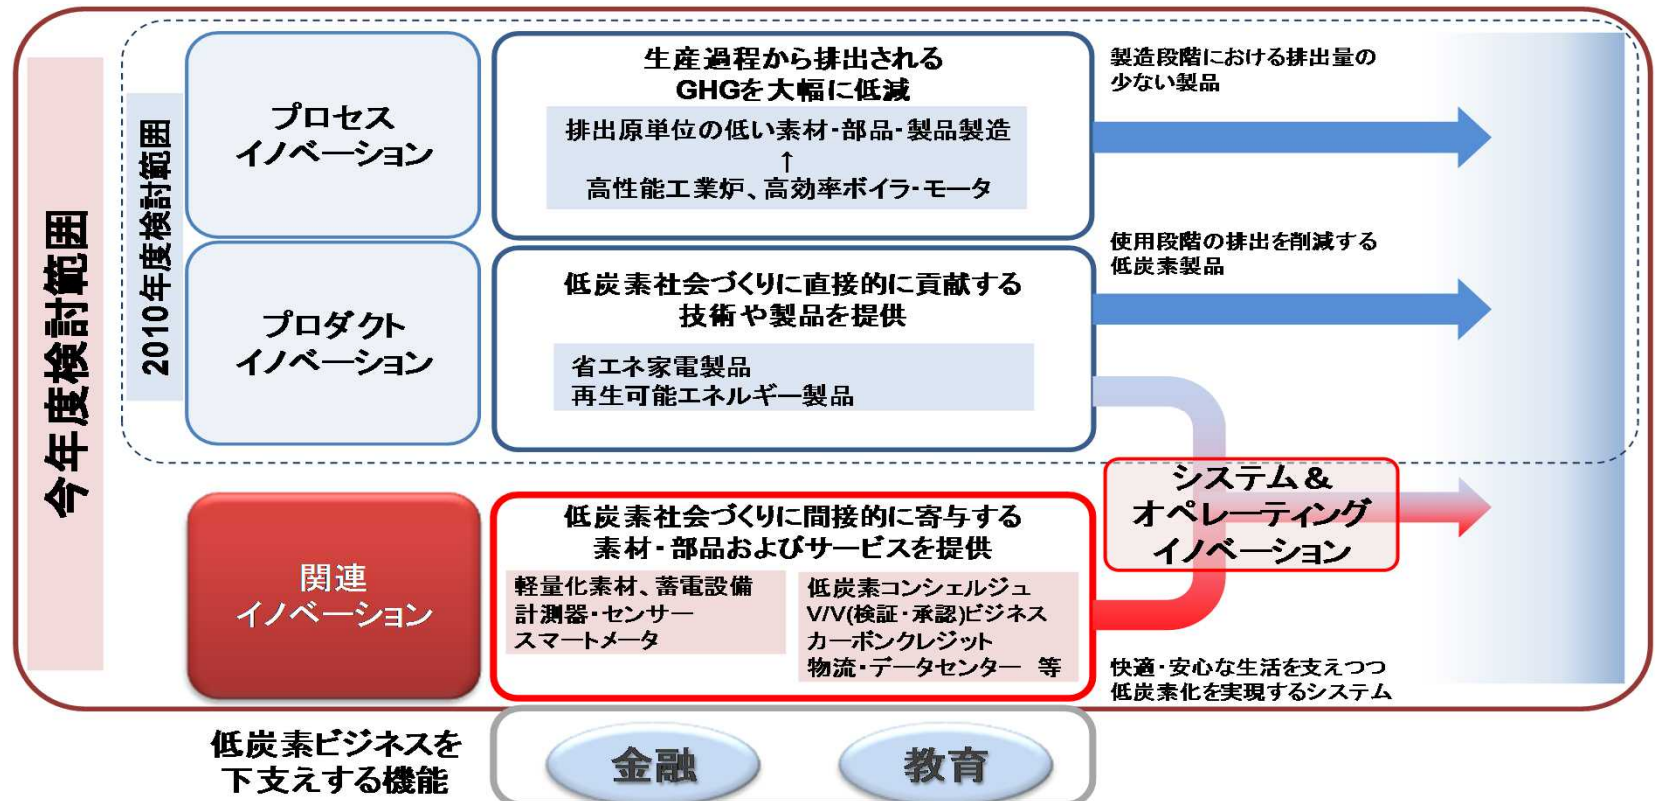 今年度検討範囲
2010年度検討範囲
プロセス
イノベーション
生産過程から排出される
GHGを大幅に低減
排出原単位の低い素材・部品・製品製造
↑
高性能工業炉、高効率ボイラ・モータ
製造段階における排出量の
少ない製品
プロダクト
イノベーション
低炭素社会づくりに直接的に貢献する
技術や製品を提供
省エネ家電製品
再生可能エネルギー製品
使用段階の排出を削減する
低炭素製品
関連
イノベーション
低炭素社会づくりに間接的に寄与する
素材・部品およびサービスを提供
軽量化素材、蓄電設備
計測器・センサー
スマートメータ
低炭素コンシェルジュ
V/V(検証・承認)ビジネス
カーボンクレジット
物流・データセンター 等
システム＆
オペレーティング
イノベーション
快適・安心な生活を支えつつ
低炭素化を実現するシステム
低炭素ビジネスを
下支えする機能
金融
教育